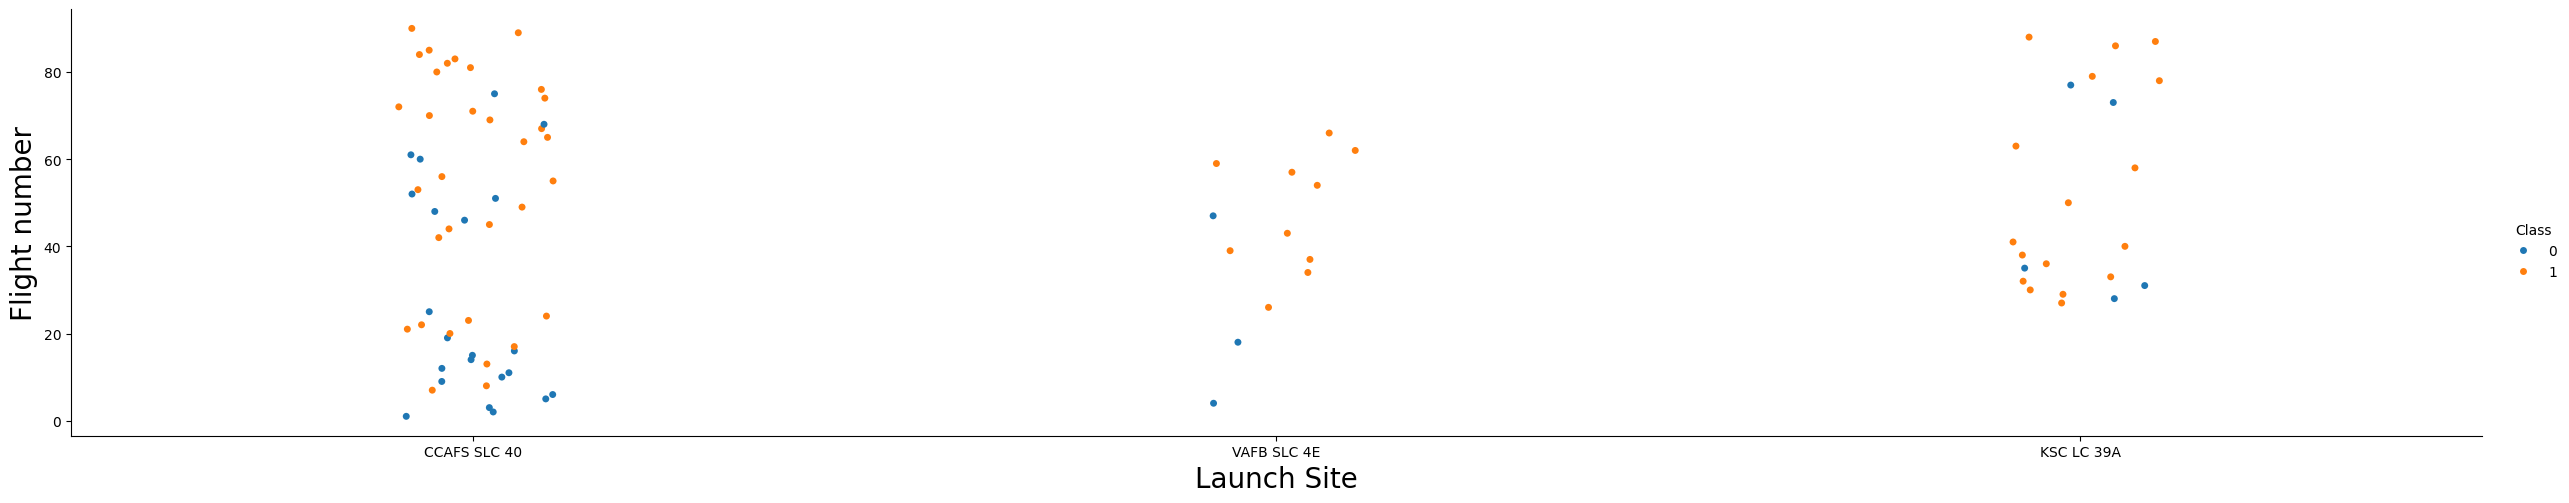 Flight number
80
60
40
20
0
CCAFS SLC 40
VAFB SLC 4E
KSC LC 39A
Launch Site
Class
0
1